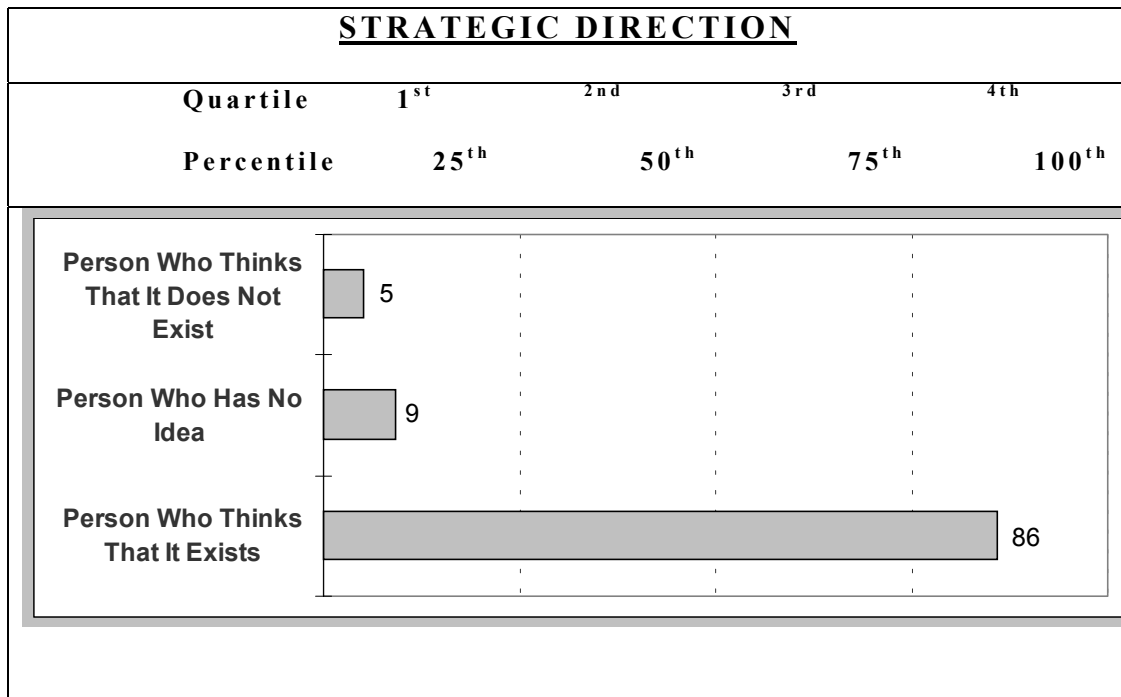 STRATEGIC DIRECTION
Quartile 1st 2nd 3rd 4th
Percentile 25th 50th 75th 100th
Person Who Thinks
That It Does Not
Exist
5
Person Who Has No
Idea
9
Person Who Thinks
That It Exists
86